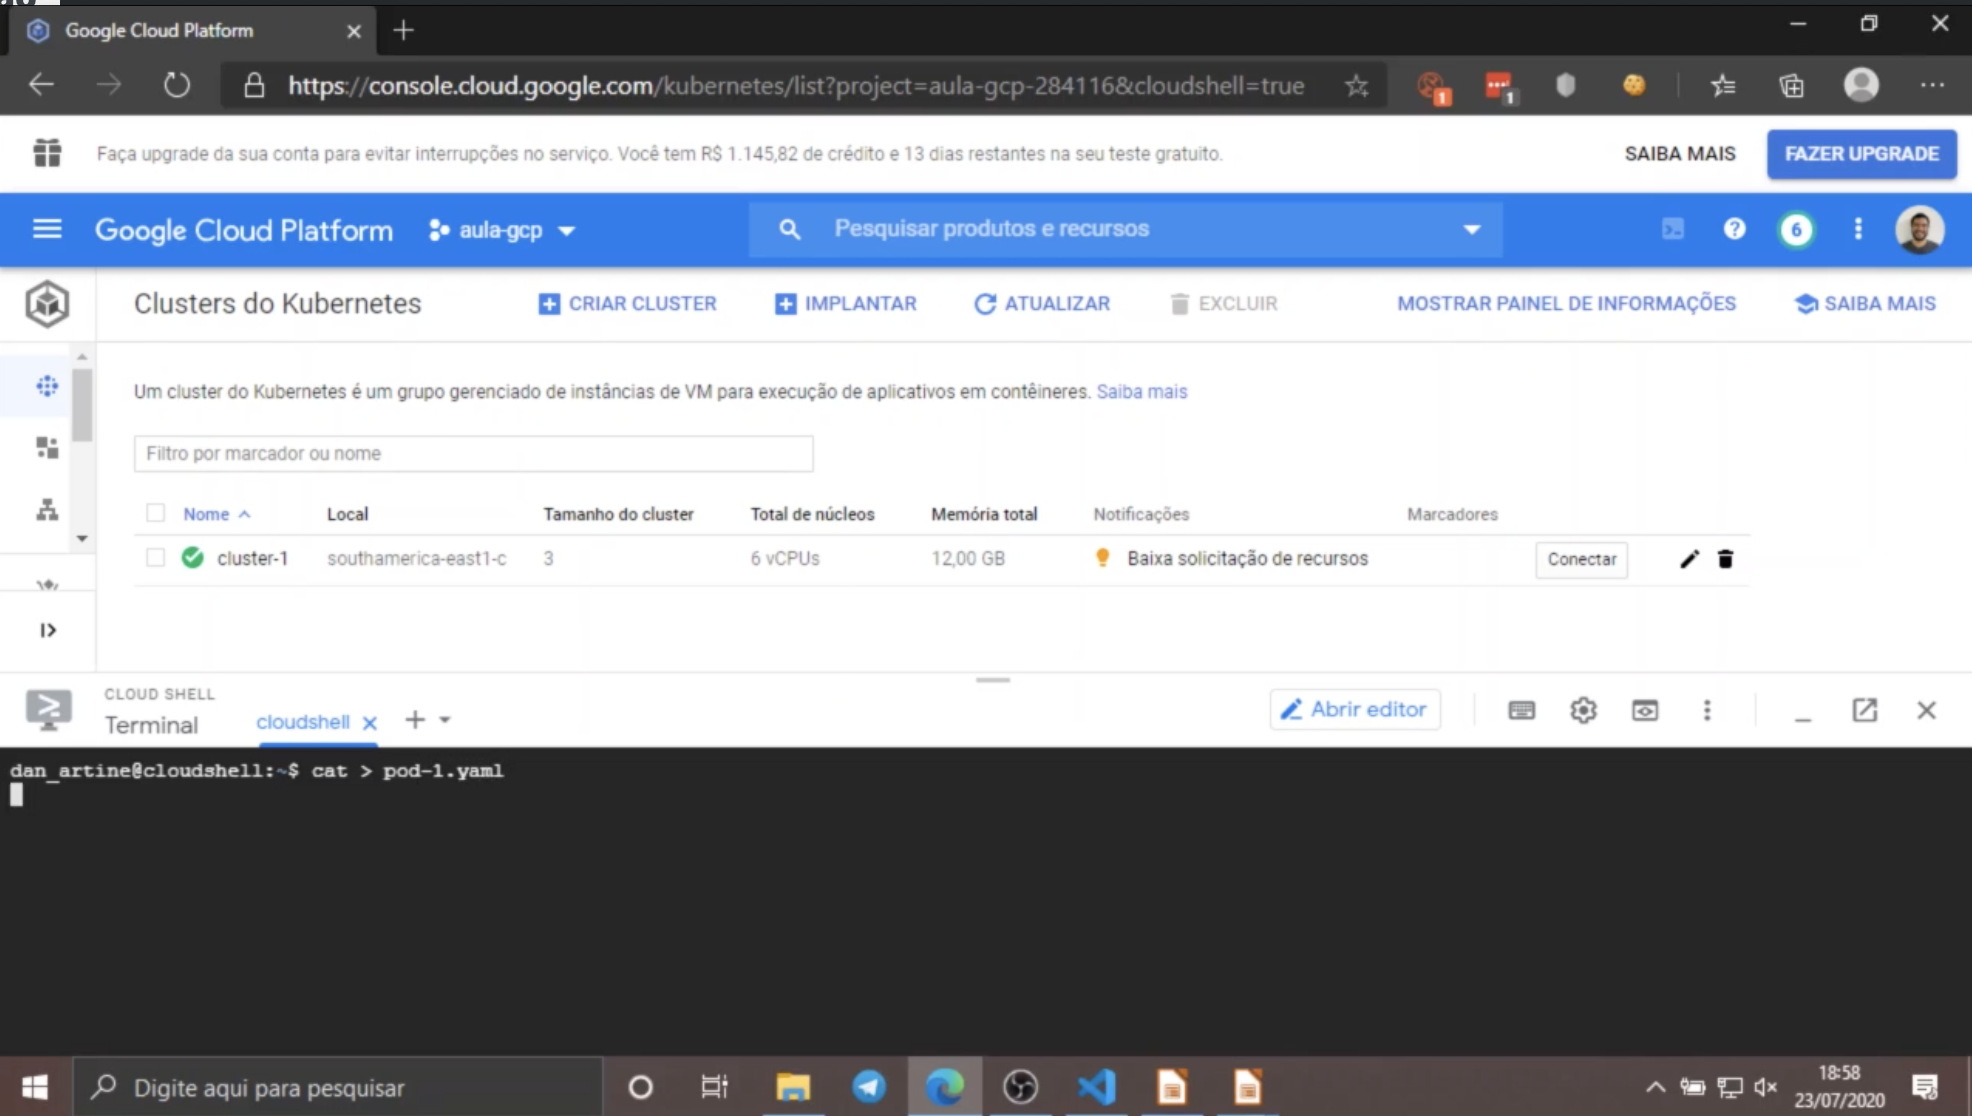 Google Cloud Platform
https://console.cloud.google.com/kubernetes/list?project=aula-gcp-284116&cloudshell=true
1
1
Faça upgrade da sua conta para evitar interrupções no serviço. Você tem R$ 1.145,82 de crédito e 13 dias restantes na seu teste gratuito.
SAIBA MAIS
FAZER UPGRADE
Google Cloud Platform
aula-gcp
Pesquisar produtos e recursos
?
6
Clusters do Kubernetes
CRIAR CLUSTER
IMPLANTAR
ATUALIZAR
EXCLUIR
MOSTRAR PAINEL DE INFORMAÇÕES
SAIBA MAIS
Um cluster do Kubernetes é um grupo gerenciado de instâncias de VM para execução de aplicativos em contêineres. Saiba mais
Filtro por marcador ou nome
Nome Local Tamanho do cluster Total de núcleos Memória total Notificações Marcadores
cluster-1 southamerica-east1-c 3 6 vCPUs 12,00 GB Baixa solicitação de recursos Conectar
CLOUD SHELL
Terminal
cloudshell
Abrir editor
dan_artine@cloudshell:~$ cat > pod-1.yaml
Digite aqui para pesquisar
18:58
23/07/2020